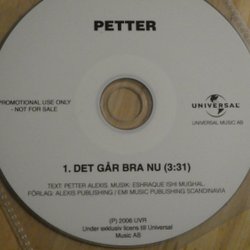 PETTER
PROMOTIONAL USE ONLY
- NOT FOR SALE
UNIVERSAL
UNIVERSAL MUSIC AB
1. DET GÅR BRA NU (3:31)
TEXT: PETTER ALEXIS. MUSIK: ESHRAQUE ISHI MUGHAL.
FÖRLAG: ALEXIS PUBLISHING / EMI MUSIC PUBLISHING SCANDINAVIA
(P) 2006 UVR
Under exklusiv licens till Universal
Music AB